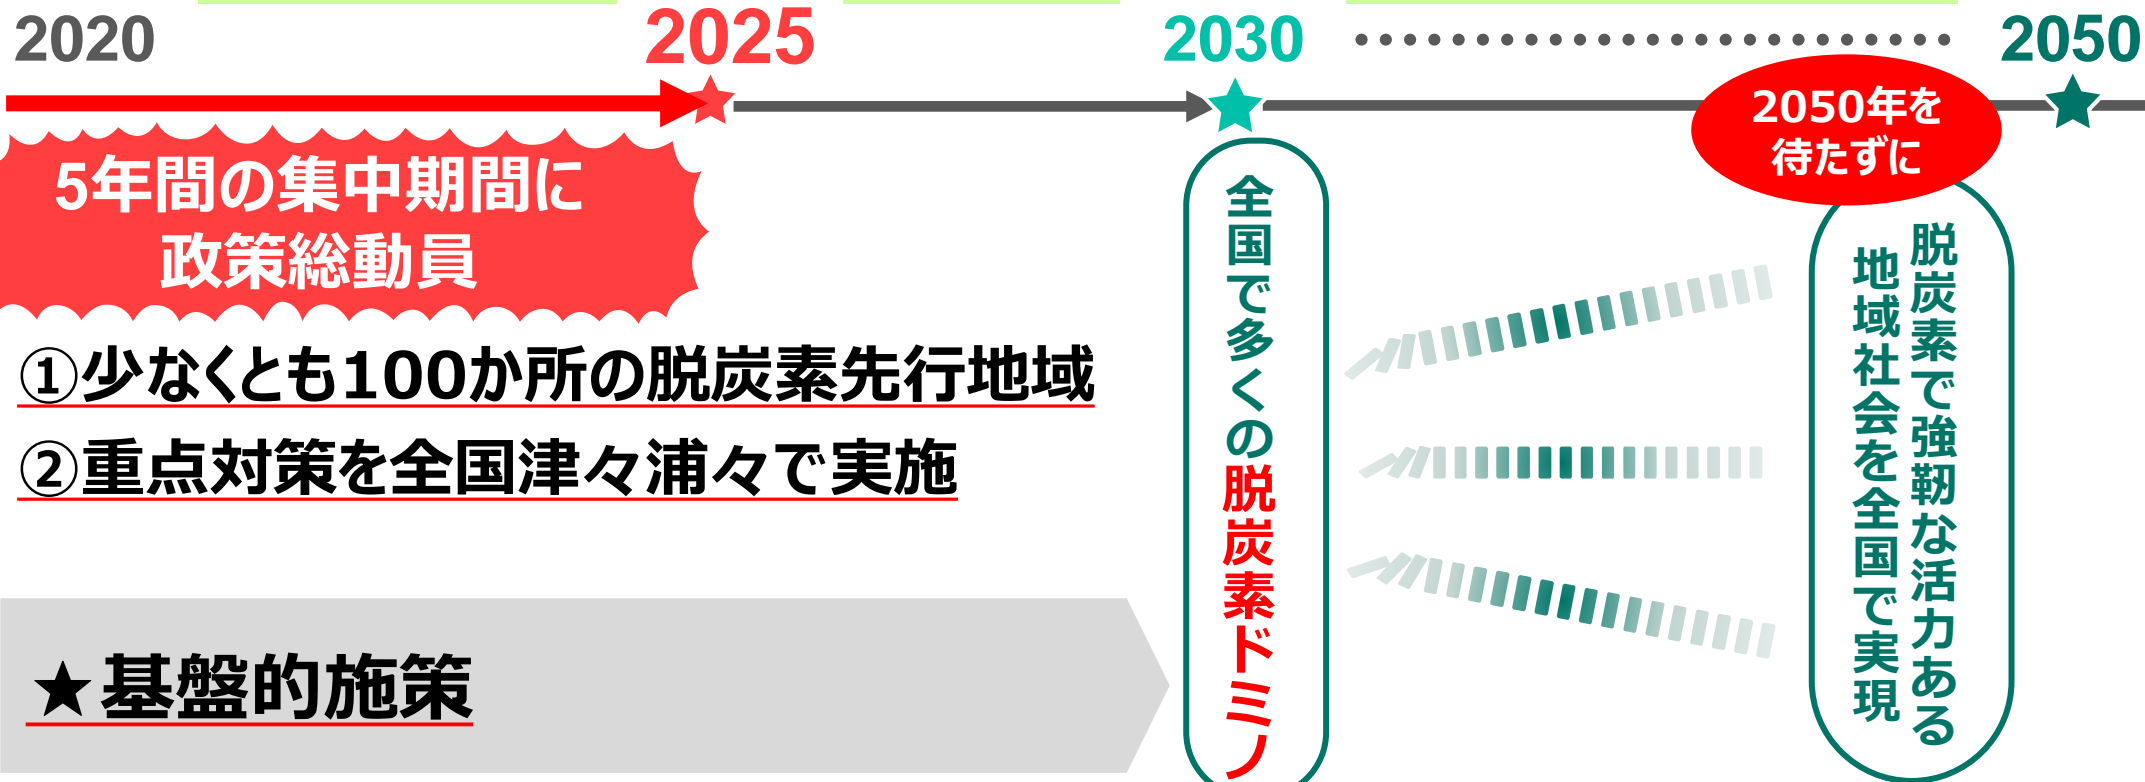 2020
2025
2030
2050
5年間の集中期間に
政策総動員
2050年を
待たずに
①少なくとも100か所の脱炭素先行地域
②重点対策を全国津々浦々で実施
★基盤的施策
全国で多くの脱炭素ドミノ
脱炭素で強靭な活力ある
地域社会を全国で実現